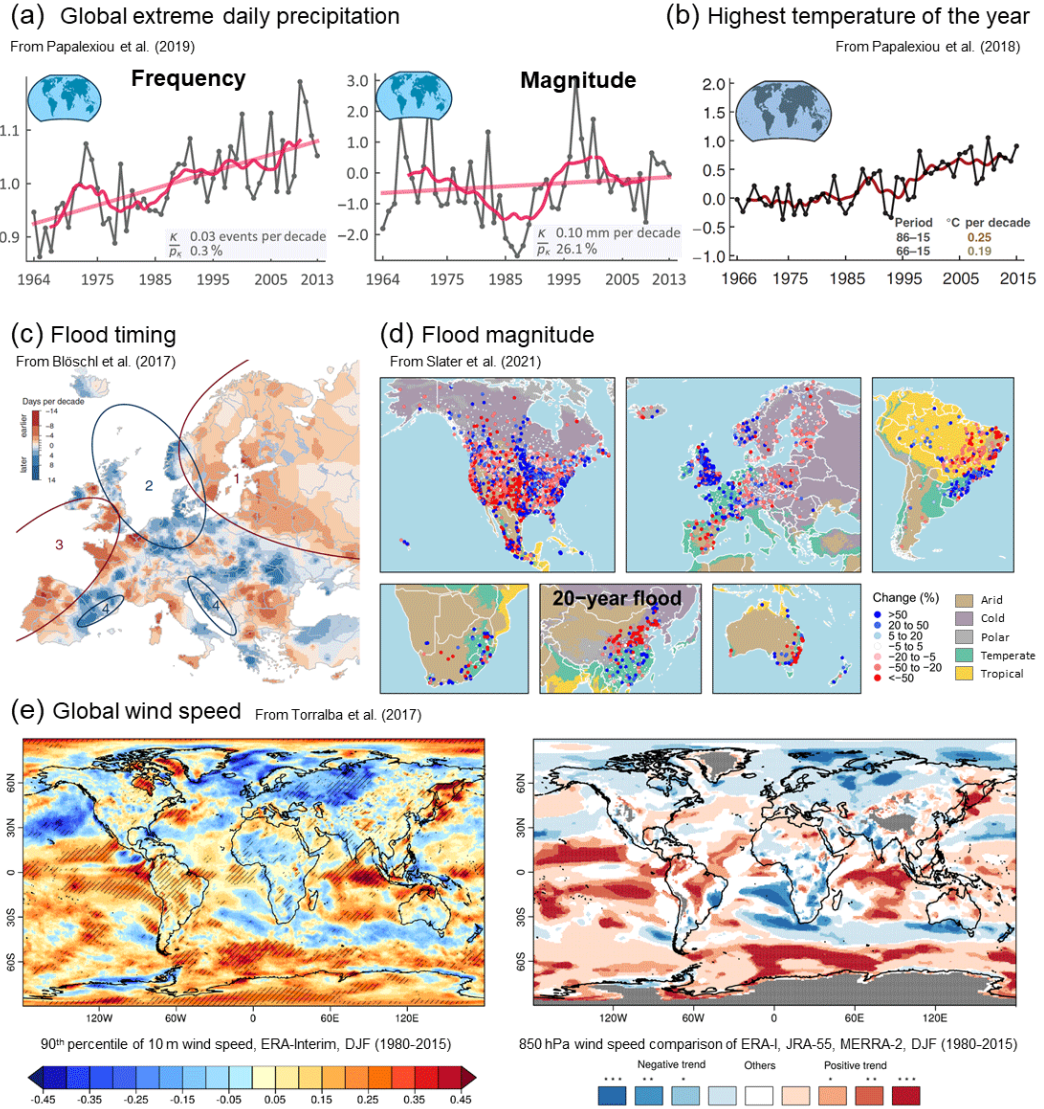 (a) Global extreme daily precipitation
From Papalexiou et al. (2019)
(b) Highest temperature of the year
From Papalexiou et al. (2018)
Frequency
1.1
1.0
0.9
κ 0.03 events per decade
pκ 0.3 %
1964 1975 1985 1995 2005 2013
Magnitude
3.0
2.0
1.0
0.0
−1.0
−2.0
κ 0.10 mm per decade
pκ 26.1 %
1964 1975 1985 1995 2005 2013
2.0
1.5
1.0
0.5
0.0
−0.5
−1.0
Period °C per decade
86–15 0.25
66–15 0.19
1966 1975 1985 1995 2005 2015
(c) Flood timing
From Blöschl et al. (2017)
Days per decade
earlier
later
−14
−8
−4
0
4
8
14
1
2
3
4
4
(d) Flood magnitude
From Slater et al. (2021)
20−year flood
Change (%)
>50
20 to 50
5 to 20
−5 to 5
−20 to −5
−50 to −20
<−50
Arid
Cold
Polar
Temperate
Tropical
(e) Global wind speed From Torralba et al. (2017)
60N
30N
0
30S
60S
120W 60W 0 60E 120E
90th percentile of 10 m wind speed, ERA-Interim, DJF (1980-2015)
-0.45 -0.35 -0.25 -0.15 -0.05 0.05 0.15 0.25 0.35 0.45
60N
30N
0
30S
60S
120W 60W 0 60E 120E
850 hPa wind speed comparison of ERA-I, JRA-55, MERRA-2, DJF (1980-2015)
Negative trend Others Positive trend
*** ** * * ** ***